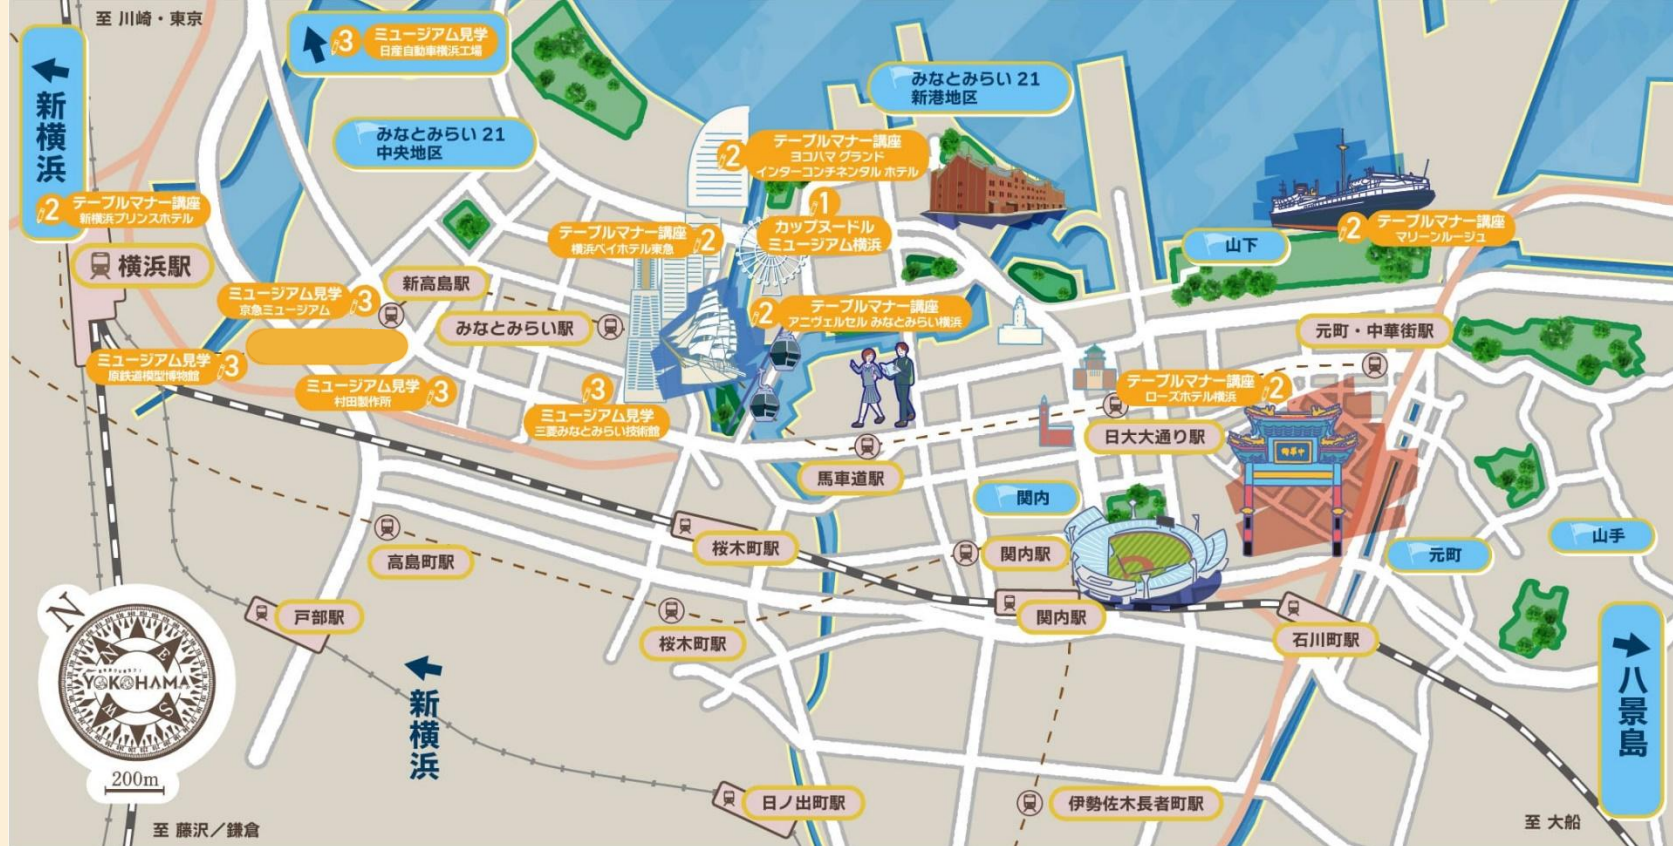 至 川崎・東京
新横浜
2
テーブルマナー講座
新横浜プリンスホテル
3
ミュージアム見学
日産自動車横浜工場
みなとみらい 21
中央地区
みなとみらい 21
新港地区
2
テーブルマナー講座
ヨコハマ グランド
インターコンチネンタル ホテル
1
カップヌードル
ミュージアム横浜
テーブルマナー講座
横浜ベイホテル東急
2
山下
2
テーブルマナー講座
マリーンルージュ
横浜駅
新高島駅
ミュージアム見学
京急ミュージアム
3
みなとみらい駅
2
テーブルマナー講座
アニヴェルセル みなとみらい横浜
元町・中華街駅
ミュージアム見学
原鉄道模型博物館
3
ミュージアム見学
村田製作所
3
3
ミュージアム見学
三菱みなとみらい技術館
テーブルマナー講座
ローズホテル横浜
2
日大大通り駅
中華街
馬車道駅
関内
桜木町駅
関内駅
高島町駅
元町
山手
戸部駅
桜木町駅
関内駅
石川町駅
N
N
E
YOKOHAMA
W
S
200m
新横浜
八景島
日ノ出町駅
伊勢佐木長者町駅
至 藤沢／鎌倉
至 大船